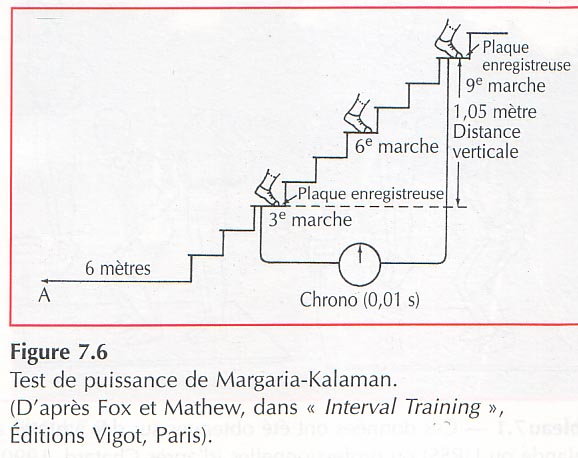 Plaque
enregistreuse
9e marche
1,05 mètre
Distance
verticale
6e marche
Plaque enregistreuse
3e marche
6 mètres
A
Chrono (0,01 s)
Figure 7.6
Test de puissance de Margaria-Kalaman.
(D'après Fox et Mathew, dans « Interval Training »,
Éditions Vigot, Paris).